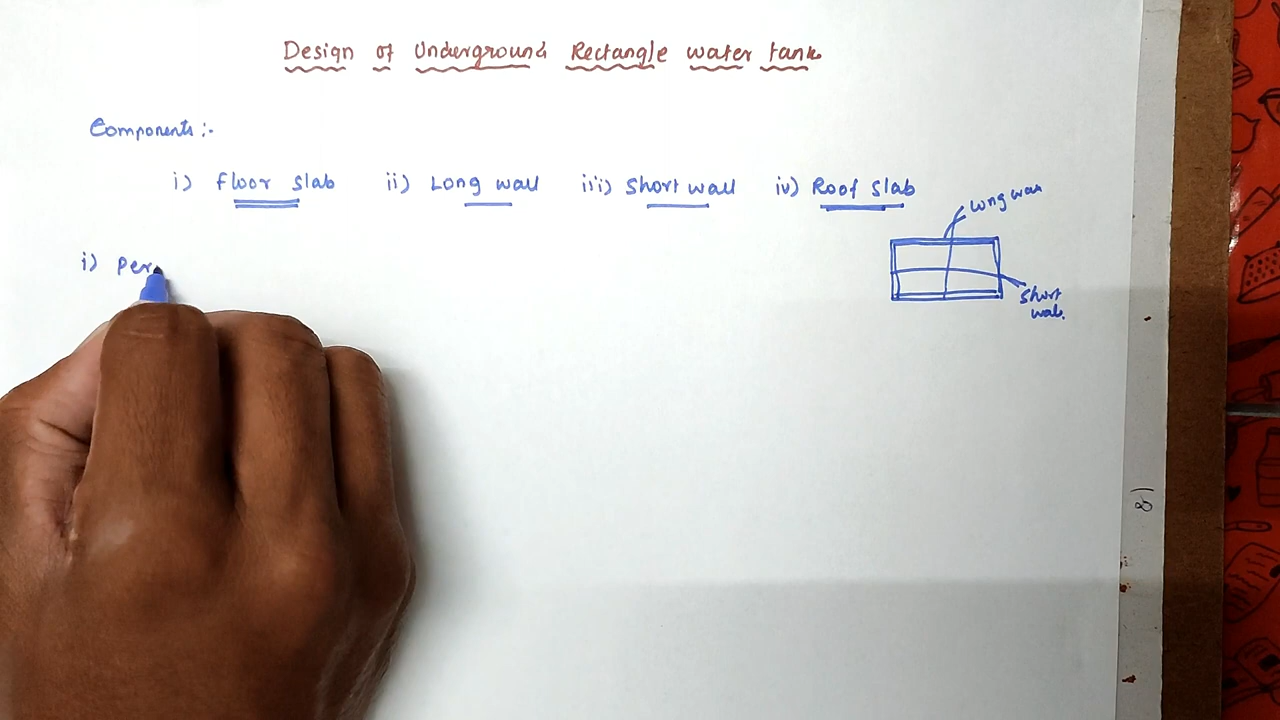 Design of Underground Rectangle water tank
Components :-
i) Floor slab ii) Long wall iii) Short wall iv) Roof slab
Long wall
i) Per
Short
wall.